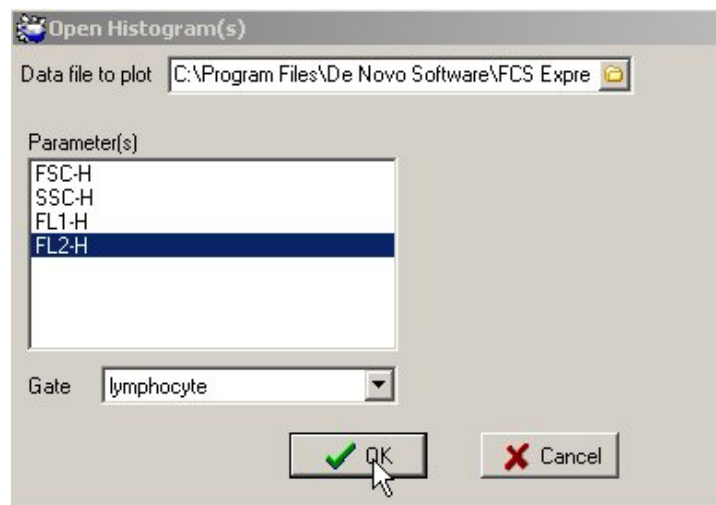 Open Histogram(s)
Data file to plot C:\Program Files\De Novo Software\FCS Expre
Parameter(s)
FSC-H
SSC-H
FL1-H
FL2-H
Gate lymphocyte
OK Cancel